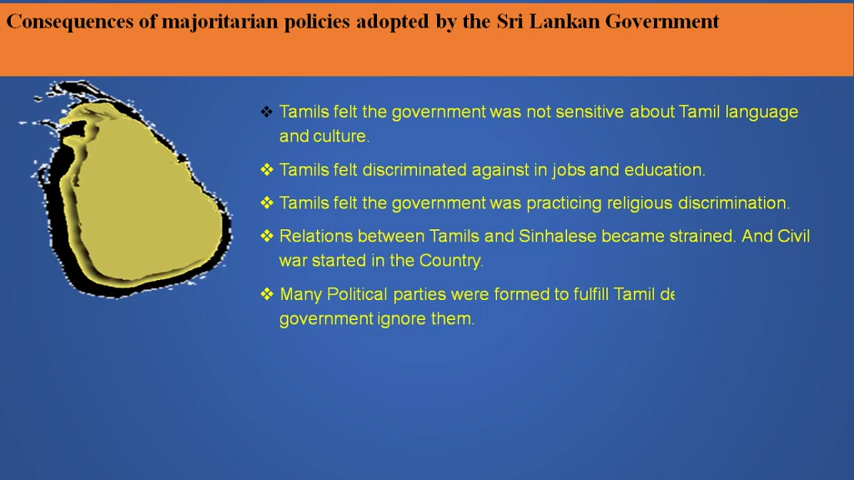 Consequences of majoritarian policies adopted by the Sri Lankan Government
❖ Tamils felt the government was not sensitive about Tamil language
and culture.
❖ Tamils felt discriminated against in jobs and education.
❖ Tamils felt the government was practicing religious discrimination.
❖ Relations between Tamils and Sinhalese became strained. And Civil
war started in the Country.
❖ Many Political parties were formed to fulfill Tamil
government ignore them.